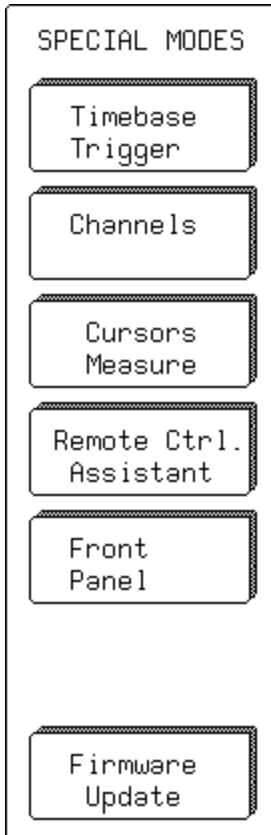 SPECIAL MODES
Timebase
Trigger
Channels
Cursors
Measure
Remote Ctrl.
Assistant
Front
Panel
Firmware
Update